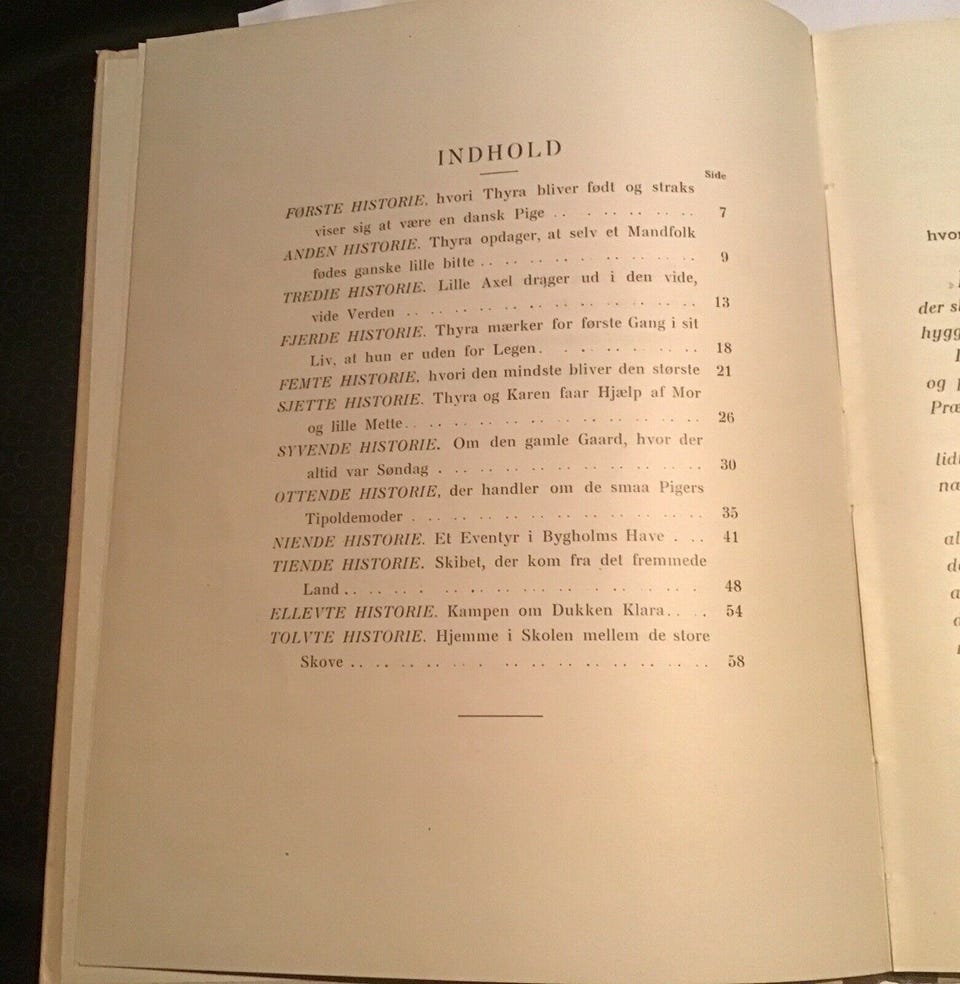 INDHOLD
Side
FØRSTE HISTORIE, hvori Thyra bliver født og straks
viser sig at være en dansk Pige .. . .. .. .. .. 7
ANDEN HISTORIE. Thyra opdager, at selv et Mandfolk
fødes ganske lille bitte .. .. .. . .. .. .. .. 9
TREDIE HISTORIE. Lille Axel drager ud i den vide,
vide Verden .. .. .. .. .. .. .. .. .. .. .. 13
FJERDE HISTORIE. Thyra mærker for første Gang i sit
Liv, at hun er uden for Legen. . .. .. .. .. .. 18
FEMTE HISTORIE, hvori den mindste bliver den største 21
SJETTE HISTORIE. Thyra og Karen faar Hjælp af Mor
og lille Mette. .. .. .. .. .. .. .. .. .. .. .. 26
SYVENDE HISTORIE. Om den gamle Gaard, hvor der
altid var Søndag . .. .. .. .. .. .. .. .. .. 30
OTTENDE HISTORIE, der handler om de smaa Pigers
Tipoldemoder . .. .. .. .. .. .. .. .. .. .. 35
NIENDE HISTORIE. Et Eventyr i Bygholms Have . .. 41
TIENDE HISTORIE. Skibet, der kom fra det fremmede
Land .. .. .. . .. .. .. .. .. .. .. .. .. 48
ELLEVTE HISTORIE. Kampen om Dukken Klara. . .. 54
TOLVTE HISTORIE. Hjemme i Skolen mellem de store
Skove .. .. .. .. .. . .. .. .. .. .. .. .. 58
der
og